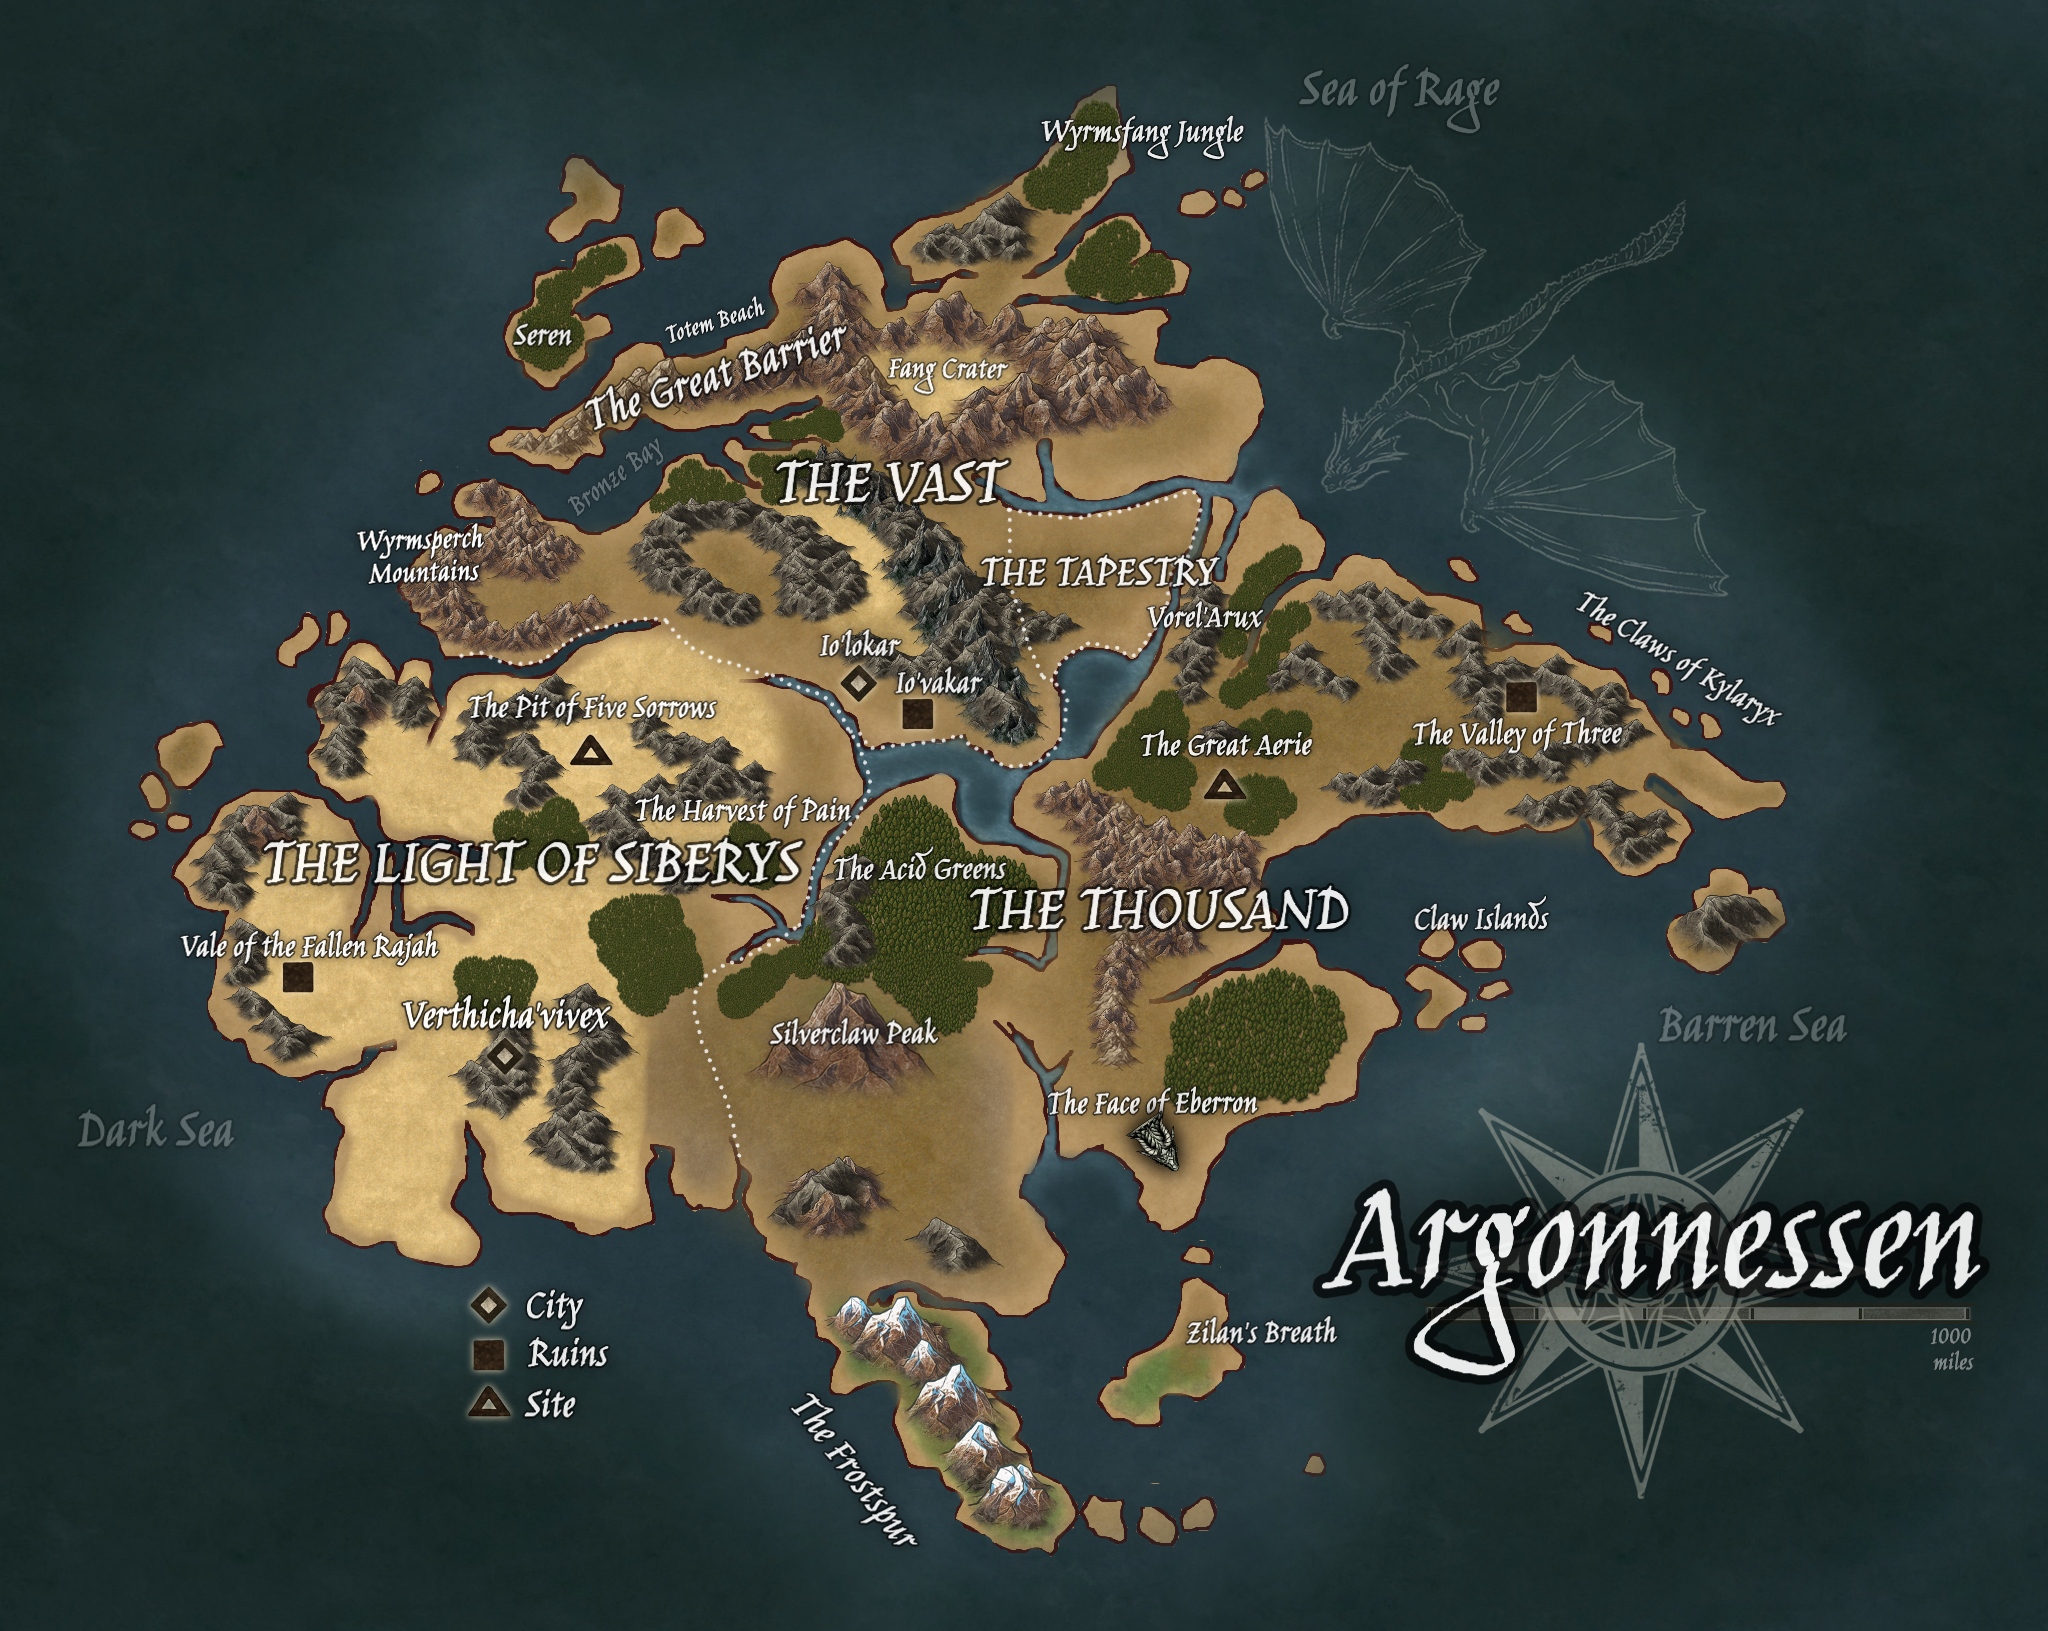 Sea of Rage
Wyrmsfang Jungle
Seren
Totem Beach
The Great Barrier
Fang Crater
Bronze Bay
THE VAST
Wyrmsperch
Mountains
THE TAPESTRY
Vorel'Arux
The Claws of Kylaryx
Io'lokar
Io'vakar
The Pit of Five Sorrows
The Great Aerie
The Valley of Three
The Harvest of Pain
THE LIGHT OF SIBERYS
The Acid Greens
THE THOUSAND
Claw Islands
Vale of the Fallen Rajah
Verthicha'vivex
Silverclaw Peak
Barren Sea
The Face of Eberron
Dark Sea
Argonnessen
1000
miles
City
Ruins
Site
Zilan's Breath
The Frostspur